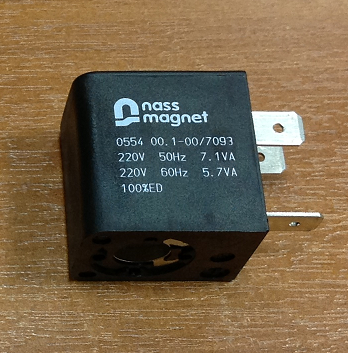 nass
magnet
0554 00.1-00/7093
220V 50Hz 7.1VA
220V 60Hz 5.7VA
100%ED